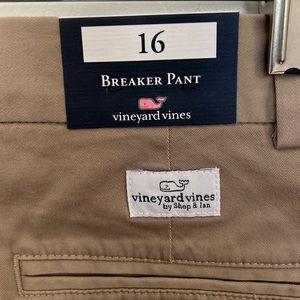 16
BREAKER PANT
vineyard vines
vineyard vines
by Shep & Ian